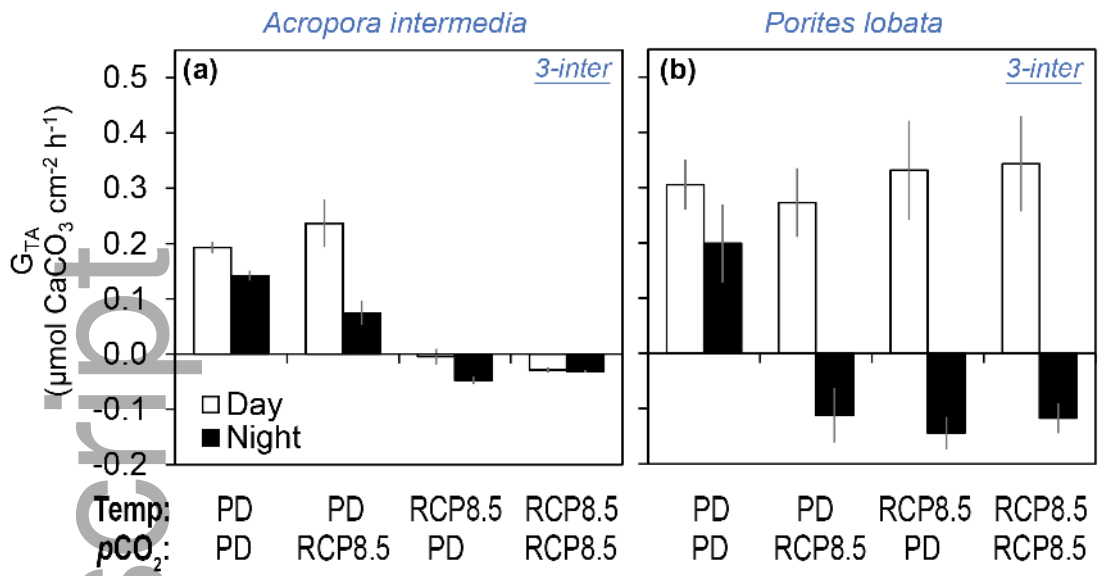 Acropora intermedia
Porites lobata
(a)
3-inter
(b)
3-inter
G_TA
(µmol CaCO₃ cm⁻² h⁻¹)
0.5
0.4
0.3
0.2
0.1
0.0
-0.1
-0.2
Day
Night
Temp: PD PD RCP8.5 RCP8.5 PD PD RCP8.5 RCP8.5
pCO₂: PD RCP8.5 PD RCP8.5 PD RCP8.5 PD RCP8.5
script